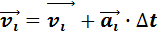 v⃗ᵢ = v⃗ᵢ + a⃗ᵢ · Δt